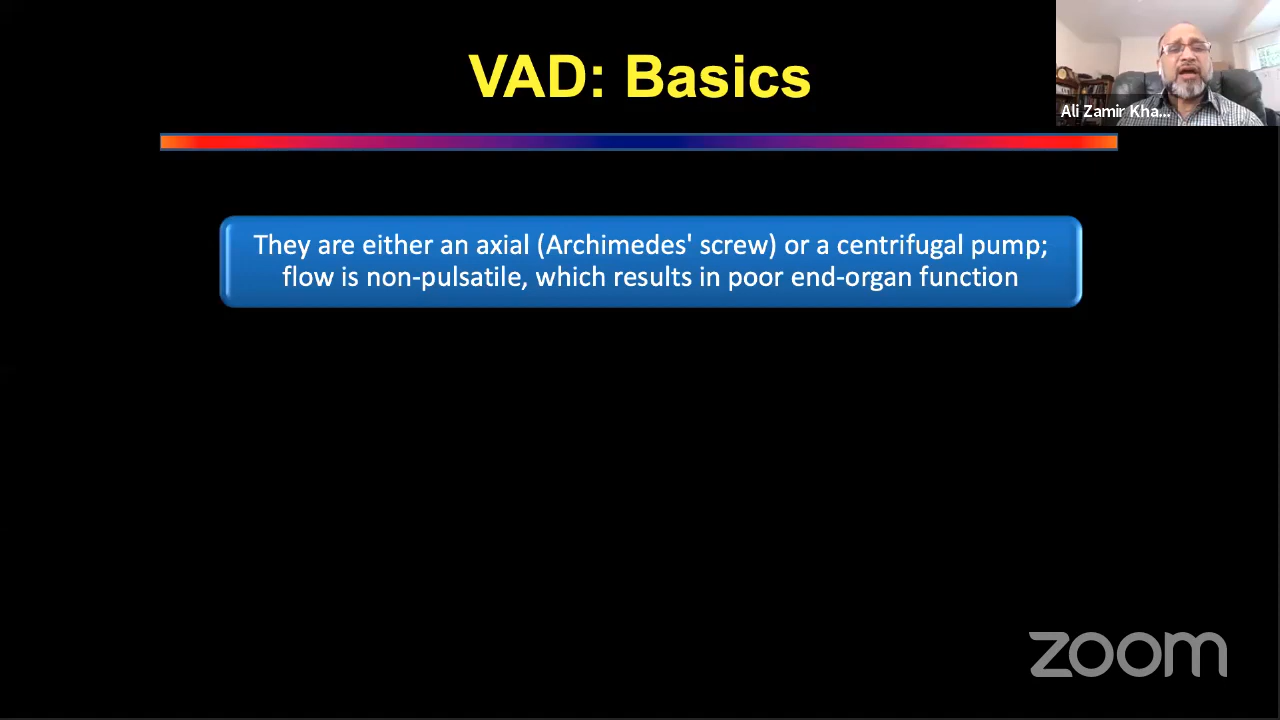 VAD: Basics
Ali Zamir Kha...
They are either an axial (Archimedes' screw) or a centrifugal pump;
flow is non-pulsatile, which results in poor end-organ function
zoom